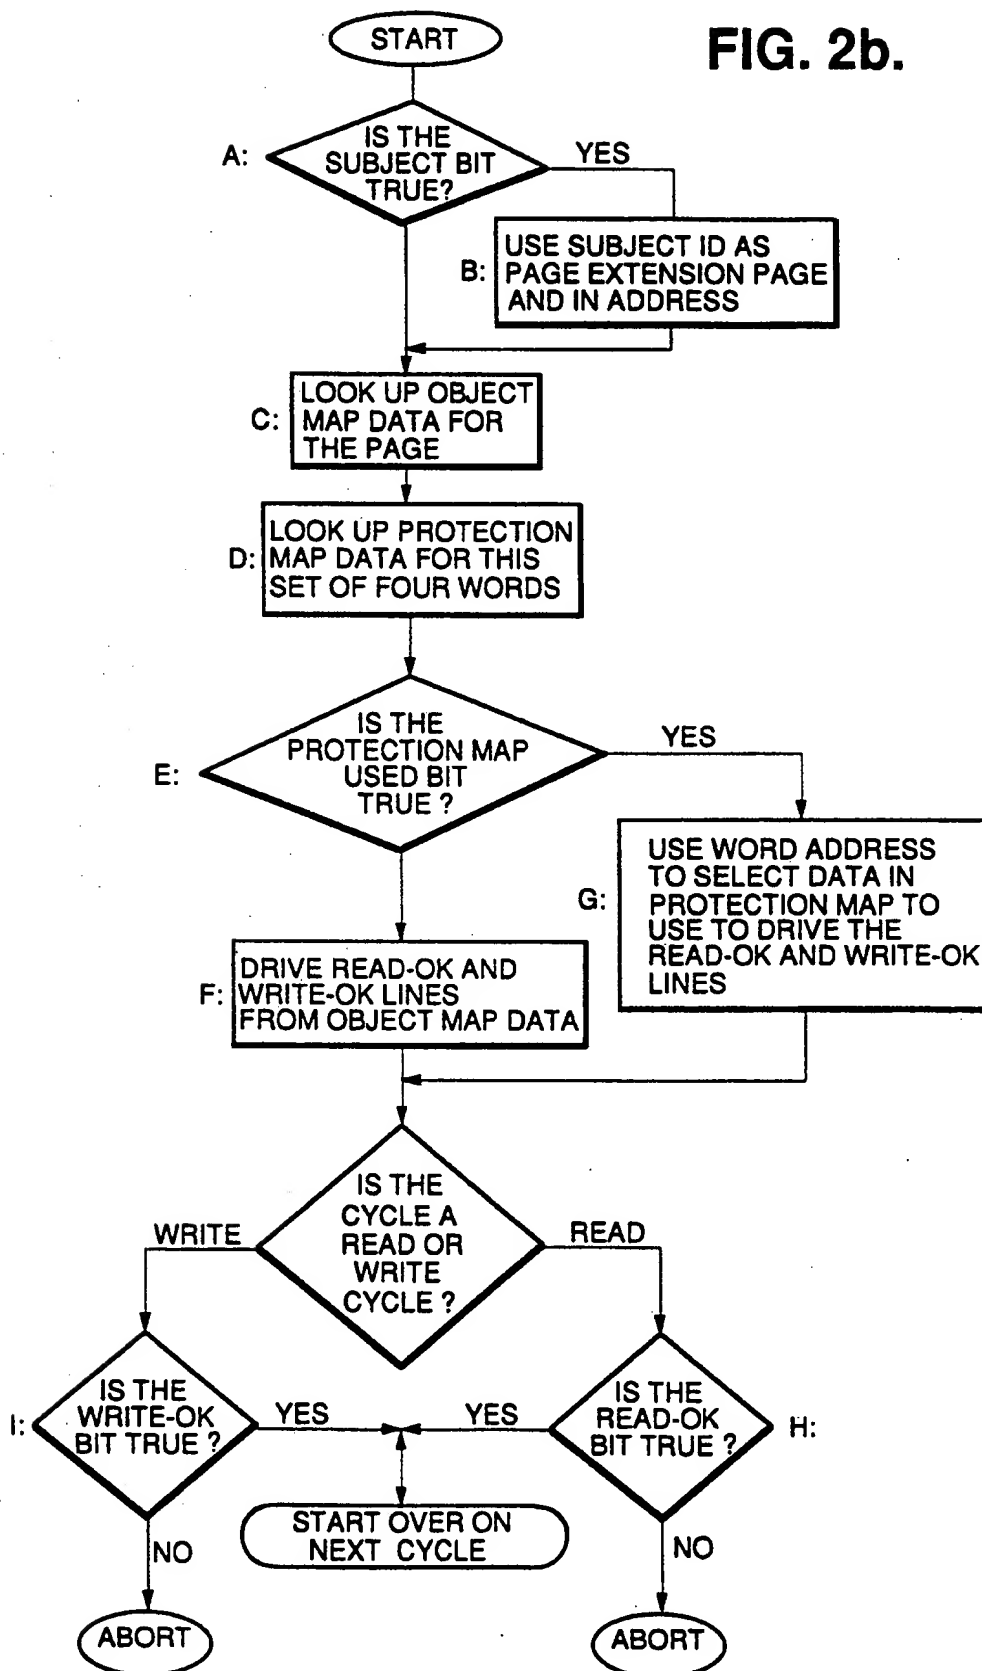 FIG. 2b.
START
A:
IS THE
SUBJECT BIT
TRUE?
YES
B:
USE SUBJECT ID AS
PAGE EXTENSION PAGE
AND IN ADDRESS
C:
LOOK UP OBJECT
MAP DATA FOR
THE PAGE
D:
LOOK UP PROTECTION
MAP DATA FOR THIS
SET OF FOUR WORDS
E:
IS THE
PROTECTION MAP
USED BIT
TRUE ?
YES
G:
USE WORD ADDRESS
TO SELECT DATA IN
PROTECTION MAP TO
USE TO DRIVE THE
READ-OK AND WRITE-OK
LINES
F:
DRIVE READ-OK AND
WRITE-OK LINES
FROM OBJECT MAP DATA
IS THE
CYCLE A
READ OR
WRITE
CYCLE ?
WRITE
READ
I:
IS THE
WRITE-OK
BIT TRUE ?
YES
YES
IS THE
READ-OK
BIT TRUE ?
H:
START OVER ON
NEXT CYCLE
NO
NO
ABORT
ABORT